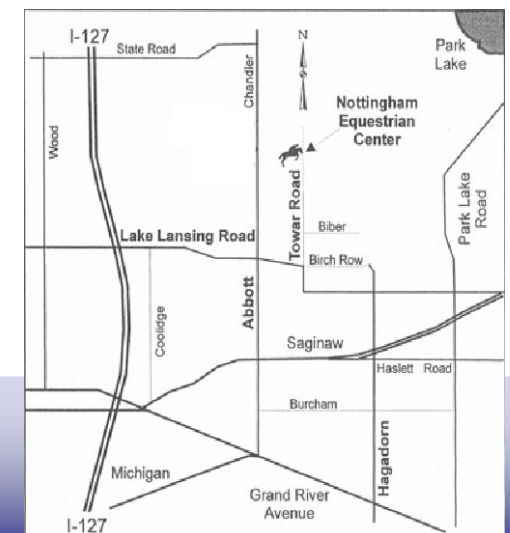 I-127
State Road
Chandler
N
Park
Lake
Nottingham
Equestrian
Center
Wood
Towar Road
Park Lake
Road
Biber
Lake Lansing Road
Birch Row
Abbott
Coolidge
Saginaw
Haslett Road
Burcham
Hagadorn
Michigan
Grand River
Avenue
I-127